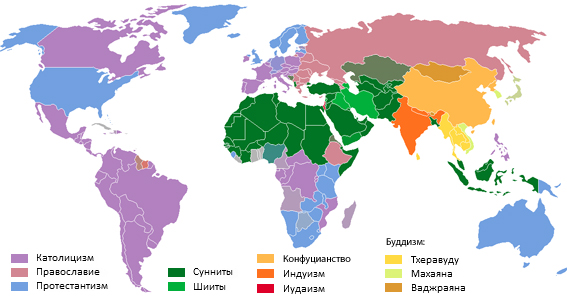 Католицизм
Православие
Протестантизм
Сунниты
Шииты
Конфуцианство
Индуизм
Иудаизм
Буддизм:
Тхеравуду
Махаяна
Ваджраяна